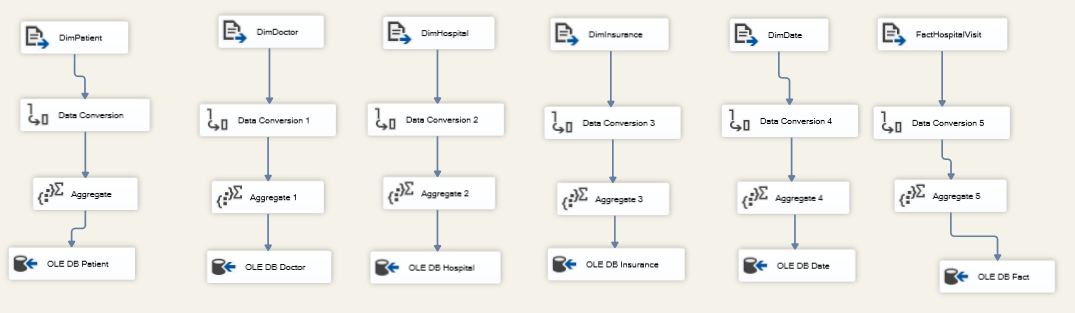 DimPatient
DimDoctor
DimHospital
DimInsurance
DimDate
FactHospitalVisit
Data Conversion
Data Conversion 1
Data Conversion 2
Data Conversion 3
Data Conversion 4
Data Conversion 5
Aggregate
Aggregate 1
Aggregate 2
Aggregate 3
Aggregate 4
Aggregate 5
OLE DB Patient
OLE DB Doctor
OLE DB Hospital
OLE DB Insurance
OLE DB Date
OLE DB Fact